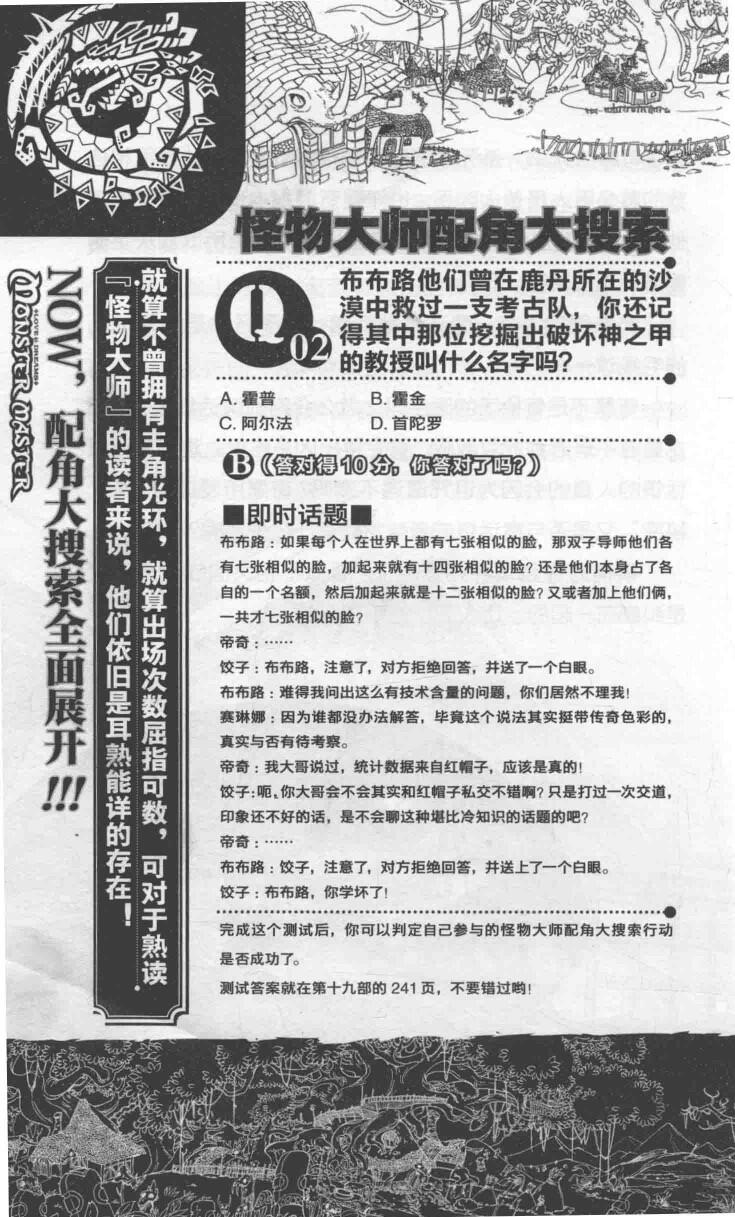 怪物大师配角大搜索
Q02
布布路他们曾在鹿丹所在的沙
漠中救过一支考古队，你还记
得其中那位挖掘出破坏神之甲
的教授叫什么名字吗？
A. 霍普
B. 霍金
C. 阿尔法
D. 首陀罗
B《（答对得10分，你答对了吗？）》
■即时话题■
布布路：如果每个人在世界上都有七张相似的脸，那双子导师他们各
有七张相似的脸，加起来就有十四张相似的脸？还是他们本身占了各
自的一个名额，然后加起来就是十二张相似的脸？又或者加上他们俩，
一共才七张相似的脸？
帝奇：……
饺子：布布路，注意了，对方拒绝回答，并送了一个白眼。
布布路：难得我问出这么有技术含量的问题，你们居然不理我！
赛琳娜：因为谁都没办法解答，毕竟这个说法其实挺带传奇色彩的，
真实与否有待考察。
帝奇：我大哥说过，统计数据来自红帽子，应该是真的！
饺子：呃，你大哥会不会其实和红帽子私交不错啊？只是打过一次交道，
印象还不好的话，是不会聊这种堪比冷知识的话题的吧？
帝奇：……
布布路：饺子，注意了，对方拒绝回答，并送上了一个白眼。
饺子：布布路，你学坏了！
完成这个测试后，你可以判定自己参与的怪物大师配角大搜索行动
是否成功了。
测试答案就在第十九部的241页，不要错过哟！
就算不曾拥有主角光环，就算出场次数屈指可数，可对于熟读
『怪物大师』的读者来说，他们依旧是耳熟能详的存在！
NOW，配角大搜索全面展开!!!
#LOVE & DREAMS#
MONSTER MASTER